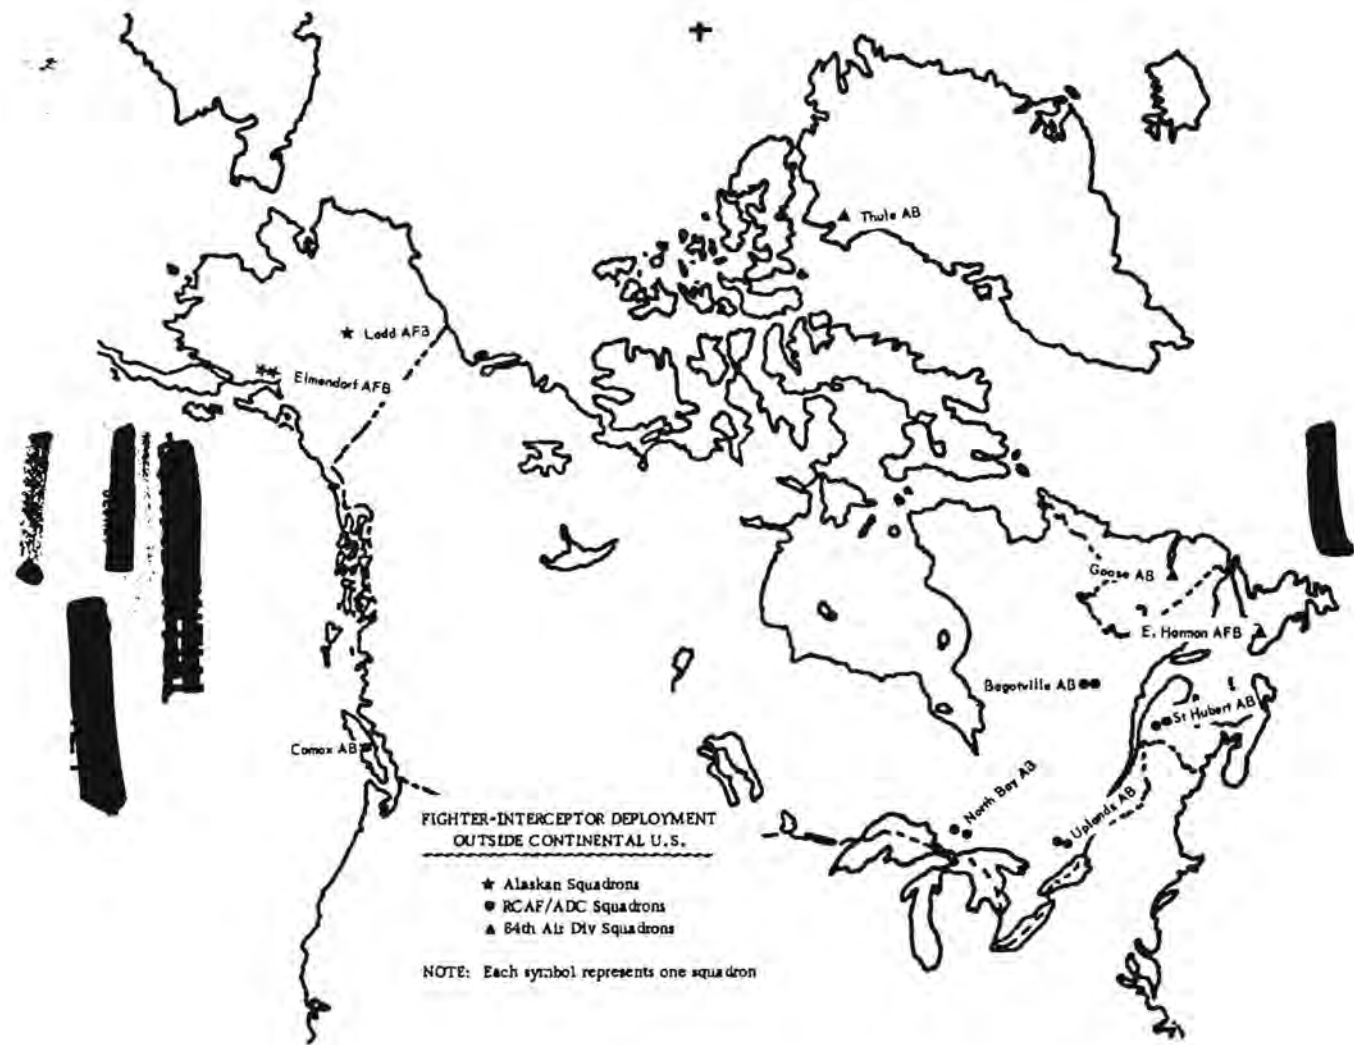 Thule AB
Ladd AFB
Elmendorf AFB
Goose AB
E. Harmon AFB
Bagotville AB
St Hubert AB
Comox AB
North Bay AB
Uplands AB
FIGHTER-INTERCEPTOR DEPLOYMENT
OUTSIDE CONTINENTAL U.S.
Alaskan Squadrons
RCAF/ADC Squadrons
64th Air Div Squadrons
NOTE: Each symbol represents one squadron